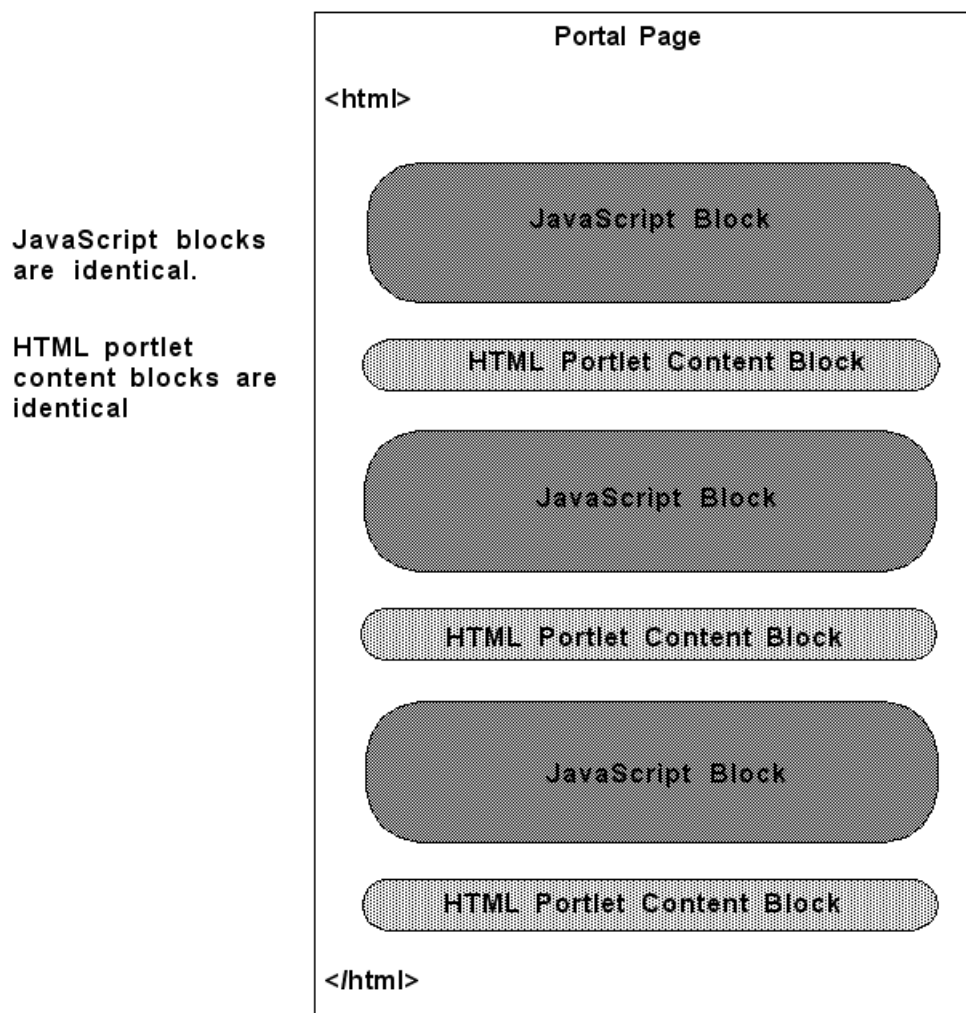 Portal Page
<html>
JavaScript Block
JavaScript blocks
are identical.
HTML portlet
content blocks are
identical
HTML Portlet Content Block
JavaScript Block
HTML Portlet Content Block
JavaScript Block
HTML Portlet Content Block
</html>